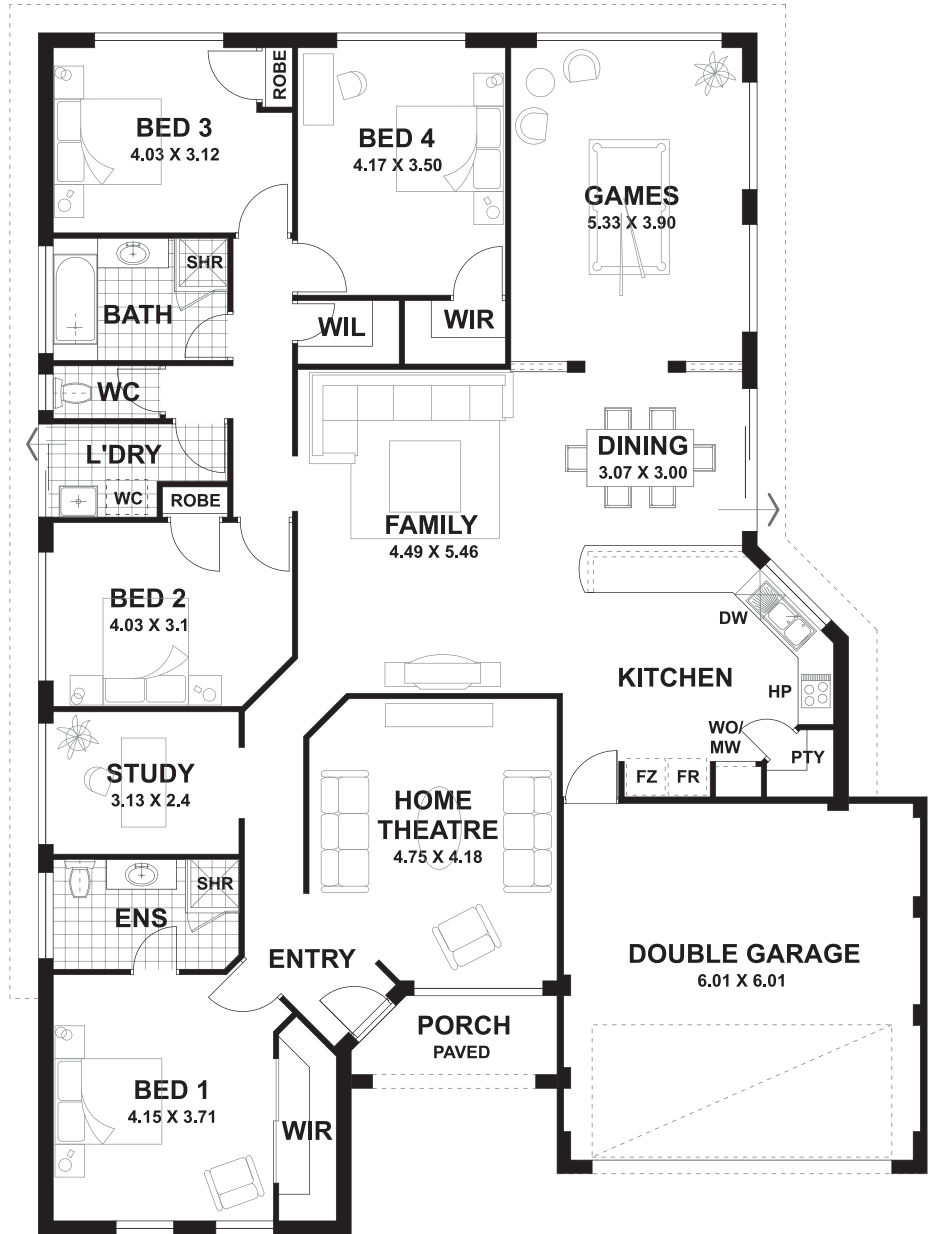 ROBE
BED 3
4.03 X 3.12
BED 4
4.17 X 3.50
GAMES
5.33 X 3.90
SHR
BATH
WIL
WIR
WC
L'DRY
WC
ROBE
DINING
3.07 X 3.00
FAMILY
4.49 X 5.46
BED 2
4.03 X 3.1
DW
KITCHEN
HP
WO/
MW
PTY
FZ
FR
STUDY
3.13 X 2.4
HOME
THEATRE
4.75 X 4.18
SHR
ENS
ENTRY
DOUBLE GARAGE
6.01 X 6.01
PORCH
PAVED
BED 1
4.15 X 3.71
WIR